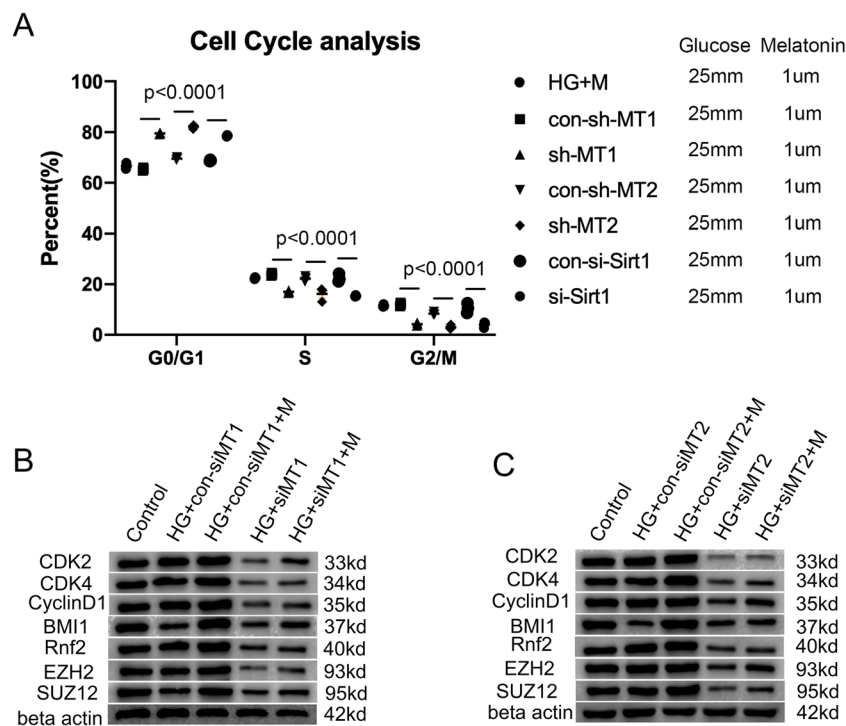 A
Cell Cycle analysis
Glucose Melatonin
Percent(%)
100
80
60
40
20
0
p<0.0001
p<0.0001
p<0.0001
G0/G1 S G2/M
HG+M 25mm 1um
con-sh-MT1 25mm 1um
sh-MT1 25mm 1um
con-sh-MT2 25mm 1um
sh-MT2 25mm 1um
con-si-Sirt1 25mm 1um
si-Sirt1 25mm 1um
B
Control
HG+con-siMT1
HG+con-siMT1+M
HG+siMT1
HG+siMT1+M
CDK2 33kd
CDK4 34kd
CyclinD1 35kd
BMI1 37kd
Rnf2 40kd
EZH2 93kd
SUZ12 95kd
beta actin 42kd
C
Control
HG+con-siMT2
HG+con-siMT2+M
HG+siMT2
HG+siMT2+M
CDK2 33kd
CDK4 34kd
CyclinD1 35kd
BMI1 37kd
Rnf2 40kd
EZH2 93kd
SUZ12 95kd
beta actin 42kd